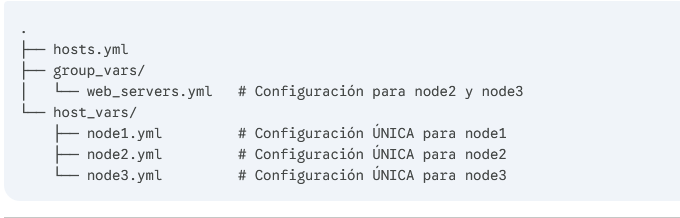 .
├── hosts.yml
├── group_vars/
│   └── web_servers.yml   # Configuración para node2 y node3
└── host_vars/
    ├── node1.yml         # Configuración ÚNICA para node1
    ├── node2.yml         # Configuración ÚNICA para node2
    └── node3.yml         # Configuración ÚNICA para node3